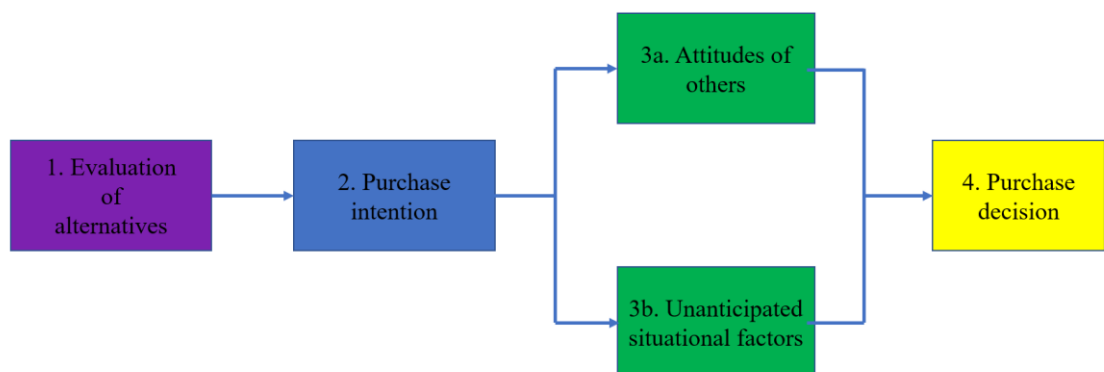 1. Evaluation
of
alternatives
2. Purchase
intention
3a. Attitudes of
others
3b. Unanticipated
situational factors
4. Purchase
decision